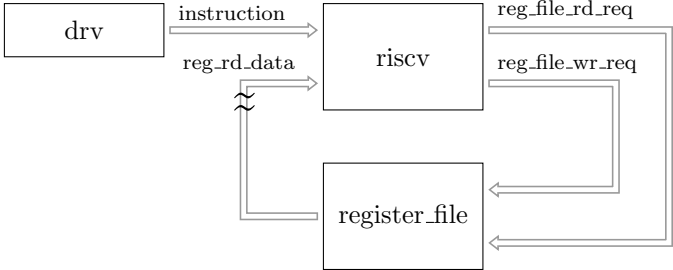 drv
instruction
reg_rd_data
riscv
reg_file_rd_req
reg_file_wr_req
register_file